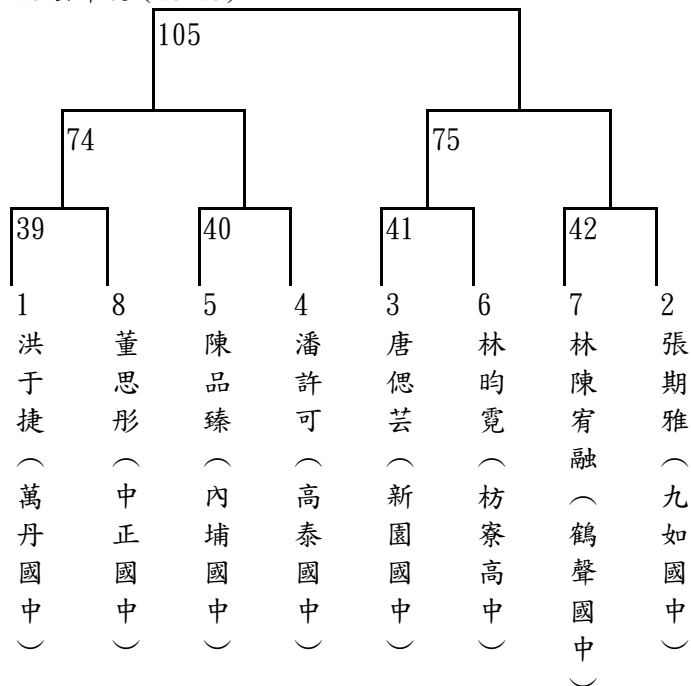 105
74
75
39
40
41
42
1
8
5
4
3
6
7
2
洪于捷（萬丹國中）
董思彤（中正國中）
陳品臻（內埔國中）
潘許可（高泰國中）
唐偲芸（新園國中）
林昀霓（枋寮高中）
林陳宥融（鶴聲國中）
張期雅（九如國中）